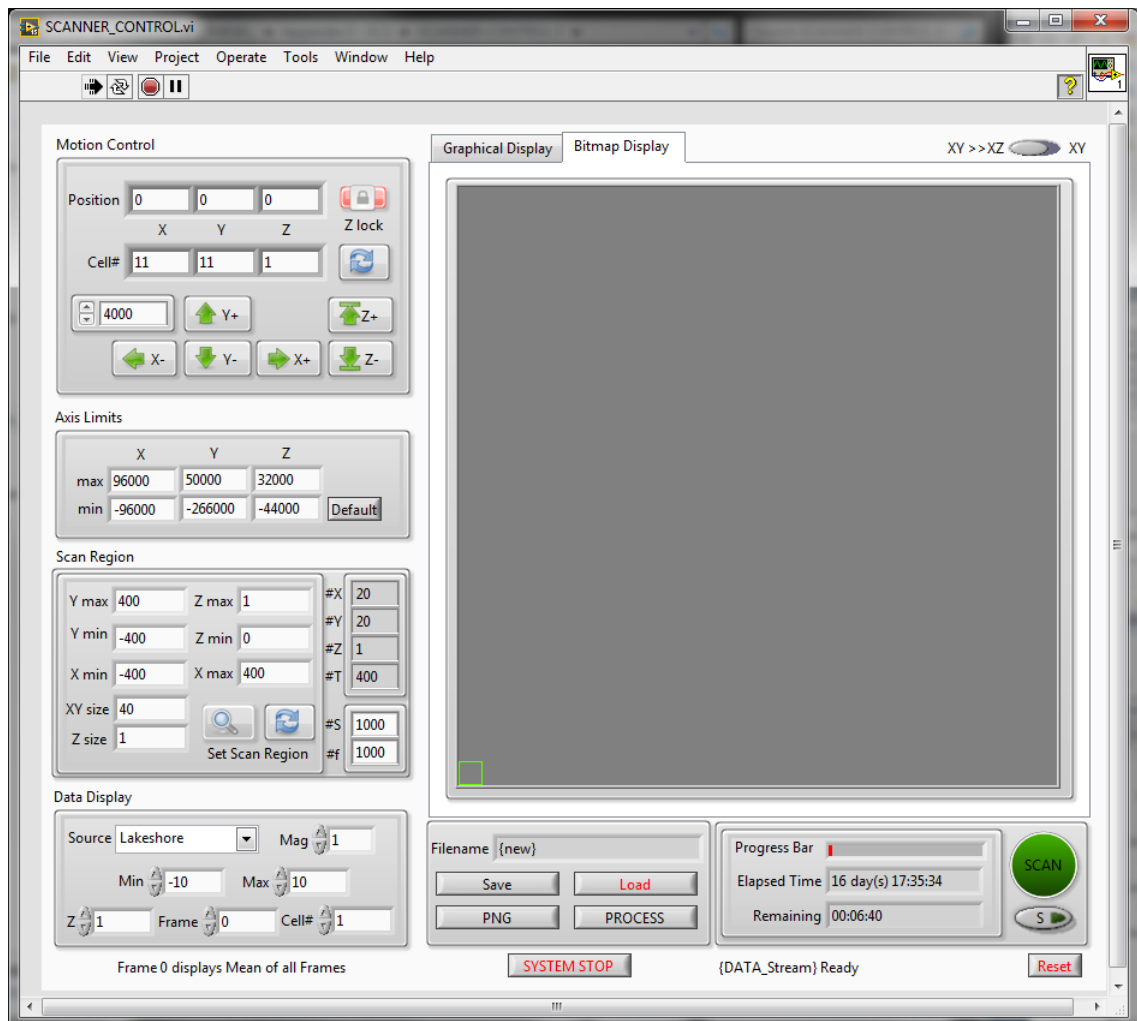 SCANNER_CONTROL.vi
File Edit View Project Operate Tools Window Help
15
?
1
Motion Control
Position 0 0 0
Z lock
X Y Z
Cell# 11 11 1
4000 Y+ Z+
X- Y- X+ Z-
Axis Limits
X Y Z
max 96000 50000 32000
min -96000 -266000 -44000 Default
Scan Region
Y max 400 Z max 1 #X 20
#Y 20
Y min -400 Z min 0
#Z 1
X min -400 X max 400 #T 400
XY size 40
#S 1000
Z size 1
Set Scan Region #f 1000
Data Display
Source Lakeshore Mag 1
Min -10 Max 10
Z 1 Frame 0 Cell# 1
Frame 0 displays Mean of all Frames
Graphical Display Bitmap Display XY >>XZ XY
Filename {new}
Save Load
PNG PROCESS
Progress Bar
SCAN
Elapsed Time 16 day(s) 17:35:34
Remaining 00:06:40 S
SYSTEM STOP {DATA_Stream} Ready Reset